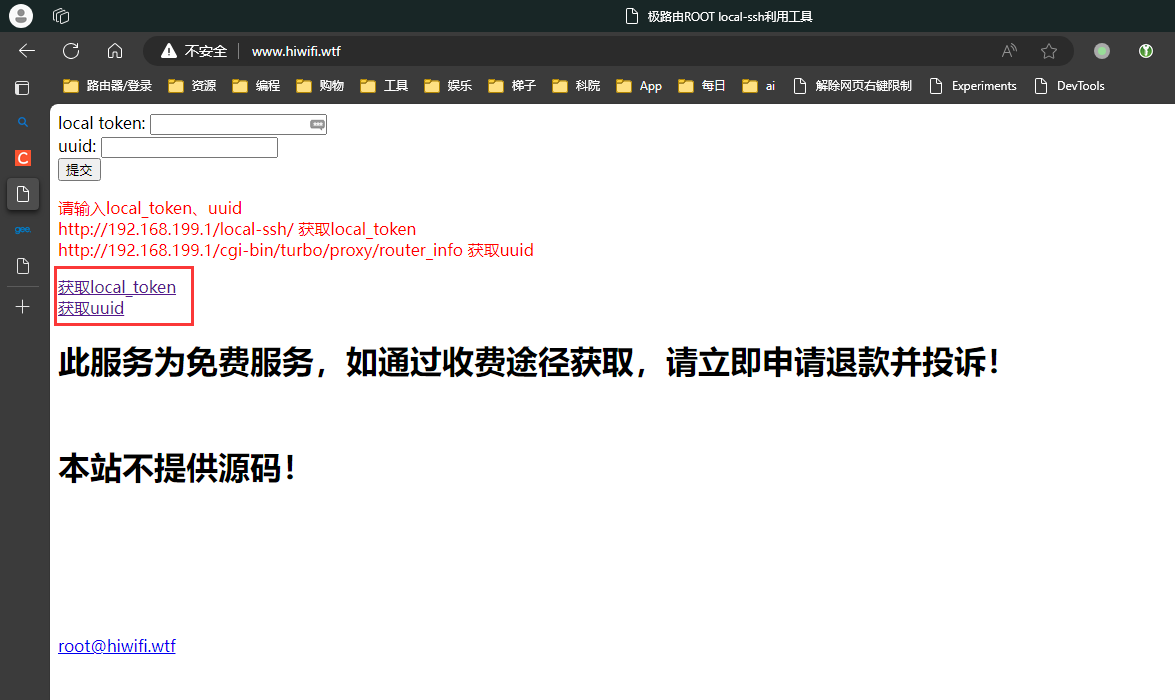 极路由ROOT local-ssh利用工具
不安全 www.hiwifi.wtf
路由器/登录 资源 编程 购物 工具 娱乐 梯子 科院 App 每日 ai 解除网页右键限制 Experiments DevTools
local token:
uuid:
提交
请输入local_token、uuid
http://192.168.199.1/local-ssh/ 获取local_token
http://192.168.199.1/cgi-bin/turbo/proxy/router_info 获取uuid
获取local_token
获取uuid
此服务为免费服务，如通过收费途径获取，请立即申请退款并投诉！
本站不提供源码！
root@hiwifi.wtf